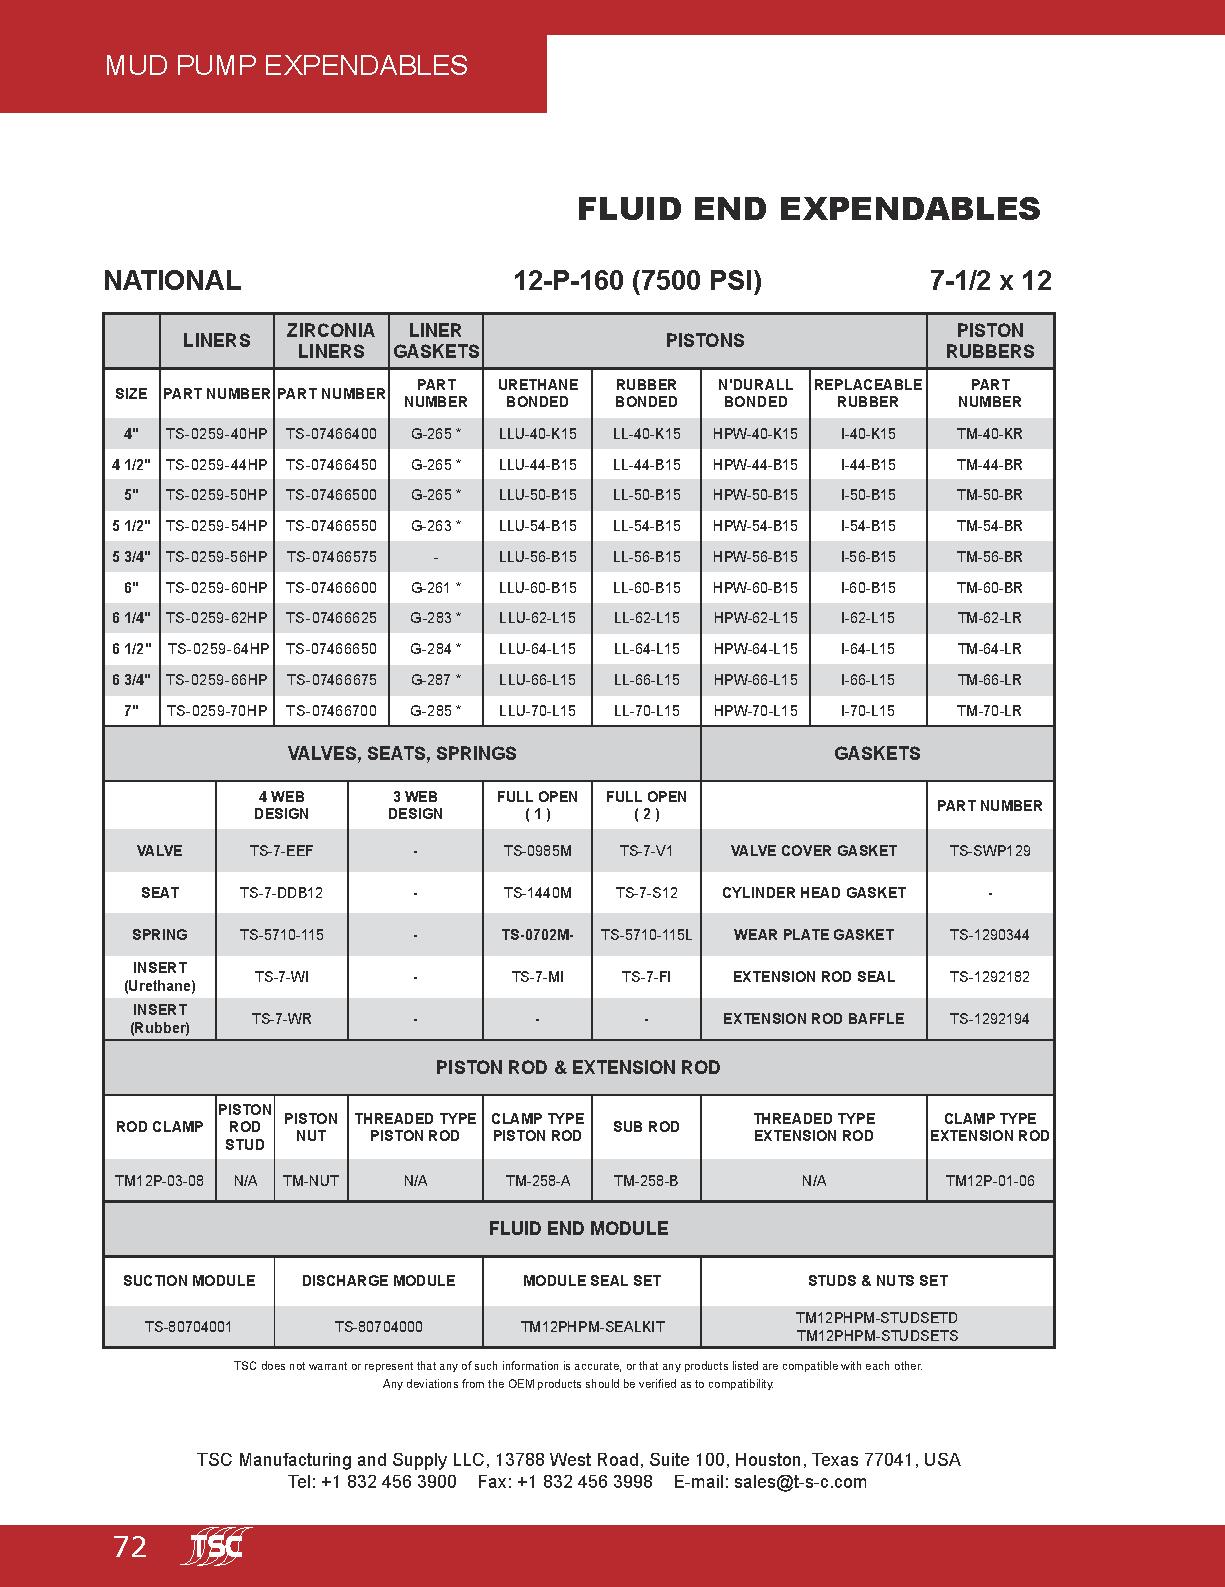 MUD PUMP EXPENDABLES
FLUID END EXPENDABLES
NATIONAL 12-P-160 (7500 PSI) 7-1/2 x 12
LINERS ZIRCONIA LINERS LINER GASKETS PISTONS PISTON RUBBERS
SIZE PART NUMBER PART NUMBER PART NUMBER URETHANE BONDED RUBBER BONDED N'DURALL BONDED REPLACEABLE RUBBER PART NUMBER
4" TS-0259-40HP TS-07466400 G-265 * LLU-40-K15 LL-40-K15 HPW-40-K15 I-40-K15 TM-40-KR
4 1/2" TS-0259-44HP TS-07466450 G-265 * LLU-44-B15 LL-44-B15 HPW-44-B15 I-44-B15 TM-44-BR
5" TS-0259-50HP TS-07466500 G-265 * LLU-50-B15 LL-50-B15 HPW-50-B15 I-50-B15 TM-50-BR
5 1/2" TS-0259-54HP TS-07466550 G-263 * LLU-54-B15 LL-54-B15 HPW-54-B15 I-54-B15 TM-54-BR
5 3/4" TS-0259-56HP TS-07466575 - LLU-56-B15 LL-56-B15 HPW-56-B15 I-56-B15 TM-56-BR
6" TS-0259-60HP TS-07466600 G-261 * LLU-60-B15 LL-60-B15 HPW-60-B15 I-60-B15 TM-60-BR
6 1/4" TS-0259-62HP TS-07466625 G-283 * LLU-62-L15 LL-62-L15 HPW-62-L15 I-62-L15 TM-62-LR
6 1/2" TS-0259-64HP TS-07466650 G-284 * LLU-64-L15 LL-64-L15 HPW-64-L15 I-64-L15 TM-64-LR
6 3/4" TS-0259-66HP TS-07466675 G-287 * LLU-66-L15 LL-66-L15 HPW-66-L15 I-66-L15 TM-66-LR
7" TS-0259-70HP TS-07466700 G-285 * LLU-70-L15 LL-70-L15 HPW-70-L15 I-70-L15 TM-70-LR
VALVES, SEATS, SPRINGS GASKETS
4 WEB DESIGN 3 WEB DESIGN FULL OPEN ( 1 ) FULL OPEN ( 2 ) PART NUMBER
VALVE TS-7-EEF - TS-0985M TS-7-V1 VALVE COVER GASKET TS-SWP129
SEAT TS-7-DDB12 - TS-1440M TS-7-S12 CYLINDER HEAD GASKET -
SPRING TS-5710-115 - TS-0702M- TS-5710-115L WEAR PLATE GASKET TS-1290344
INSERT (Urethane) TS-7-WI - TS-7-MI TS-7-FI EXTENSION ROD SEAL TS-1292182
INSERT (Rubber) TS-7-WR - - - EXTENSION ROD BAFFLE TS-1292194
PISTON ROD & EXTENSION ROD
ROD CLAMP PISTON ROD STUD PISTON NUT THREADED TYPE PISTON ROD CLAMP TYPE PISTON ROD SUB ROD THREADED TYPE EXTENSION ROD CLAMP TYPE EXTENSION ROD
TM12P-03-08 N/A TM-NUT N/A TM-258-A TM-258-B N/A TM12P-01-06
FLUID END MODULE
SUCTION MODULE DISCHARGE MODULE MODULE SEAL SET STUDS & NUTS SET
TS-80704001 TS-80704000 TM12PHPM-SEALKIT TM12PHPM-STUDSETD
TM12PHPM-STUDSETS
TSC does not warrant or represent that any of such information is accurate, or that any products listed are compatible with each other.
Any deviations from the OEM products should be verified as to compatibility.
TSC Manufacturing and Supply LLC, 13788 West Road, Suite 100, Houston, Texas 77041, USA
Tel: +1 832 456 3900 Fax: +1 832 456 3998 E-mail: sales@t-s-c.com
72 TSC